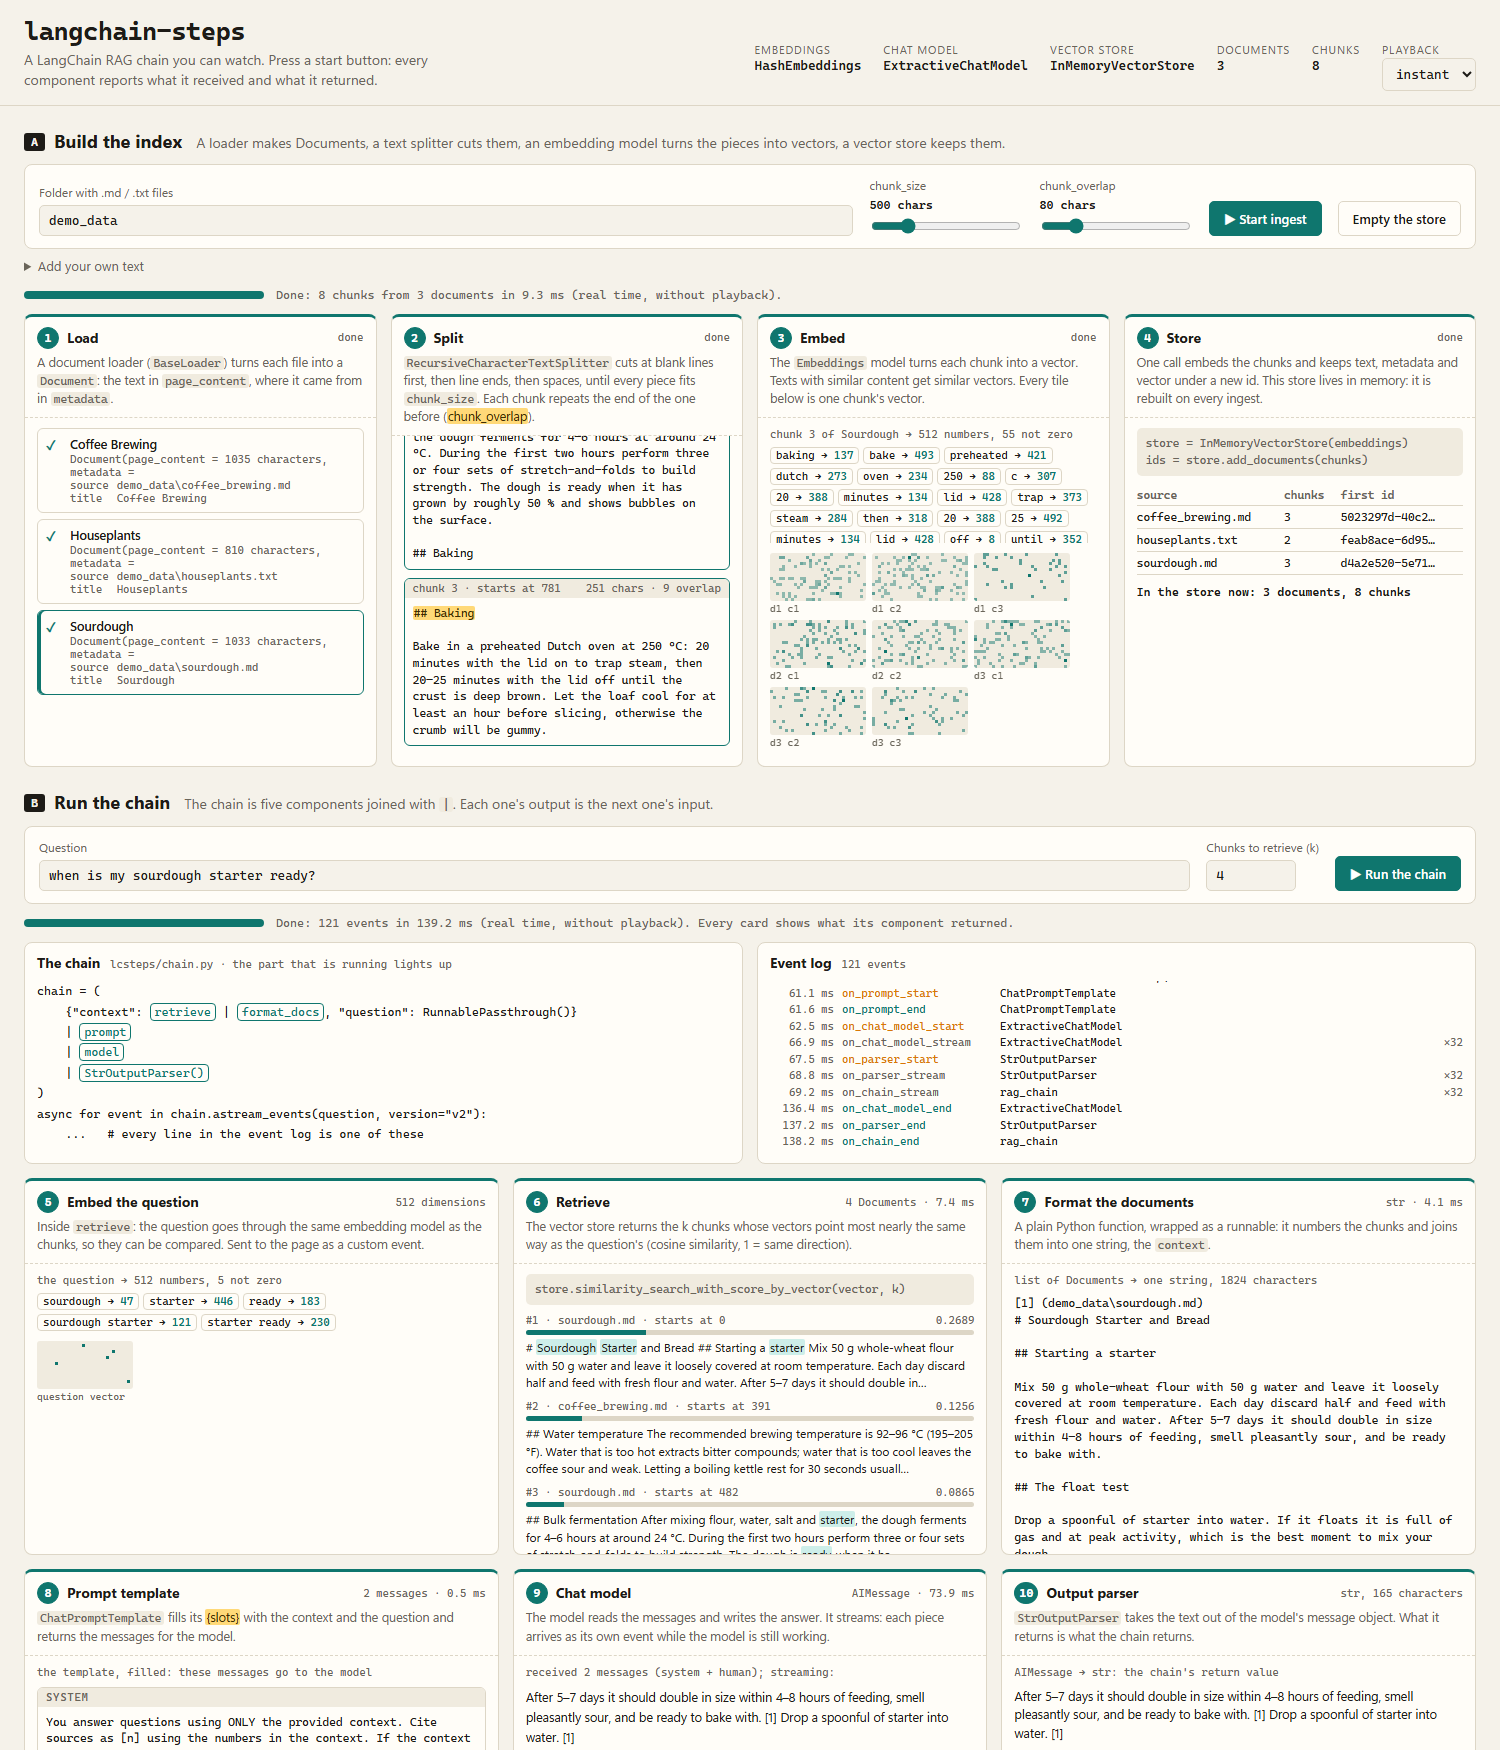 langchain-steps
A LangChain RAG chain you can watch. Press a start button: every
component reports what it received and what it returned.
EMBEDDINGS
HashEmbeddings
CHAT MODEL
ExtractiveChatModel
VECTOR STORE
InMemoryVectorStore
DOCUMENTS
3
CHUNKS
8
PLAYBACK
instant
A Build the index A loader makes Documents, a text splitter cuts them, an embedding model turns the pieces into vectors, a vector store keeps them.
Folder with .md / .txt files
demo_data
chunk_size
500 chars
chunk_overlap
80 chars
▶ Start ingest
Empty the store
▶ Add your own text
Done: 8 chunks from 3 documents in 9.3 ms (real time, without playback).
1 Load done
A document loader (BaseLoader) turns each file into a
Document: the text in page_content, where it came from
in metadata.
✓ Coffee Brewing
Document(page_content = 1035 characters,
metadata =
source demo_data\coffee_brewing.md
title Coffee Brewing
✓ Houseplants
Document(page_content = 810 characters,
metadata =
source demo_data\houseplants.txt
title Houseplants
✓ Sourdough
Document(page_content = 1033 characters,
metadata =
source demo_data\sourdough.md
title Sourdough
2 Split done
RecursiveCharacterTextSplitter cuts at blank lines
first, then line ends, then spaces, until every piece fits
chunk_size. Each chunk repeats the end of the one
before (chunk_overlap).
the dough ferments for 4–6 hours at around 24
°C. During the first two hours perform three
or four sets of stretch-and-folds to build
strength. The dough is ready when it has
grown by roughly 50 % and shows bubbles on
the surface.
## Baking
chunk 3 · starts at 781 251 chars · 9 overlap
## Baking
Bake in a preheated Dutch oven at 250 °C: 20
minutes with the lid on to trap steam, then
20–25 minutes with the lid off until the
crust is deep brown. Let the loaf cool for at
least an hour before slicing, otherwise the
crumb will be gummy.
3 Embed done
The Embeddings model turns each chunk into a vector.
Texts with similar content get similar vectors. Every tile
below is one chunk's vector.
chunk 3 of Sourdough → 512 numbers, 55 not zero
baking → 137 bake → 493 preheated → 421
dutch → 273 oven → 234 250 → 88 c → 307
20 → 388 minutes → 134 lid → 428 trap → 373
steam → 284 then → 318 20 → 388 25 → 492
minutes → 134 lid → 428 off → 8 until → 352
d1 c1 d1 c2 d1 c3
d2 c1 d2 c2 d3 c1
d3 c2 d3 c3
4 Store done
One call embeds the chunks and keeps text, metadata and
vector under a new id. This store lives in memory: it is
rebuilt on every ingest.
store = InMemoryVectorStore(embeddings)
ids = store.add_documents(chunks)
source chunks first id
coffee_brewing.md 3 5023297d-40c2…
houseplants.txt 2 feab8ace-6d95…
sourdough.md 3 d4a2e520-5e71…
In the store now: 3 documents, 8 chunks
B Run the chain The chain is five components joined with |. Each one's output is the next one's input.
Question
when is my sourdough starter ready?
Chunks to retrieve (k)
4
▶ Run the chain
Done: 121 events in 139.2 ms (real time, without playback). Every card shows what its component returned.
The chain lcsteps/chain.py · the part that is running lights up
chain = (
{"context": retrieve | format_docs, "question": RunnablePassthrough()}
| prompt
| model
| StrOutputParser()
)
async for event in chain.astream_events(question, version="v2"):
... # every line in the event log is one of these
Event log 121 events
61.1 ms on_prompt_start ChatPromptTemplate
61.6 ms on_prompt_end ChatPromptTemplate
62.5 ms on_chat_model_start ExtractiveChatModel
66.9 ms on_chat_model_stream ExtractiveChatModel ×32
67.5 ms on_parser_start StrOutputParser
68.8 ms on_parser_stream StrOutputParser ×32
69.2 ms on_chain_stream rag_chain ×32
136.4 ms on_chat_model_end ExtractiveChatModel
137.2 ms on_parser_end StrOutputParser
138.2 ms on_chain_end rag_chain
5 Embed the question 512 dimensions
Inside retrieve: the question goes through the same embedding model as the
chunks, so they can be compared. Sent to the page as a custom event.
the question → 512 numbers, 5 not zero
sourdough → 47 starter → 446 ready → 183
sourdough starter → 121 starter ready → 230
question vector
6 Retrieve 4 Documents · 7.4 ms
The vector store returns the k chunks whose vectors point most nearly the same
way as the question's (cosine similarity, 1 = same direction).
store.similarity_search_with_score_by_vector(vector, k)
#1 · sourdough.md · starts at 0 0.2689
# Sourdough Starter and Bread ## Starting a starter Mix 50 g whole-wheat flour
with 50 g water and leave it loosely covered at room temperature. Each day discard
half and feed with fresh flour and water. After 5–7 days it should double in…
#2 · coffee_brewing.md · starts at 391 0.1256
## Water temperature The recommended brewing temperature is 92–96 °C (195–205
°F). Water that is too hot extracts bitter compounds; water that is too cool leaves the
coffee sour and weak. Letting a boiling kettle rest for 30 seconds usuall…
#3 · sourdough.md · starts at 482 0.0865
## Bulk fermentation After mixing flour, water, salt and starter, the dough ferments
for 4–6 hours at around 24 °C. During the first two hours perform three or four sets
of stretch-and-folds to build strength. The dough is ready when it ha…
7 Format the documents str · 4.1 ms
A plain Python function, wrapped as a runnable: it numbers the chunks and joins
them into one string, the context.
list of Documents → one string, 1824 characters
[1] (demo_data\sourdough.md)
# Sourdough Starter and Bread
## Starting a starter
Mix 50 g whole-wheat flour with 50 g water and leave it loosely
covered at room temperature. Each day discard half and feed with
fresh flour and water. After 5–7 days it should double in size
within 4–8 hours of feeding, smell pleasantly sour, and be ready
to bake with.
## The float test
Drop a spoonful of starter into water. If it floats it is full of
gas and at peak activity, which is the best moment to mix your
dough.
8 Prompt template 2 messages · 0.5 ms
ChatPromptTemplate fills its {slots} with the context and the question and
returns the messages for the model.
the template, filled: these messages go to the model
SYSTEM
You answer questions using ONLY the provided context. Cite
sources as [n] using the numbers in the context. If the context
9 Chat model AIMessage · 73.9 ms
The model reads the messages and writes the answer. It streams: each piece
arrives as its own event while the model is still working.
received 2 messages (system + human); streaming:
After 5–7 days it should double in size within 4–8 hours of feeding, smell
pleasantly sour, and be ready to bake with. [1] Drop a spoonful of starter into
water. [1]
10 Output parser str, 165 characters
StrOutputParser takes the text out of the model's message object. What it
returns is what the chain returns.
AIMessage → str: the chain's return value
After 5–7 days it should double in size within 4–8 hours of feeding, smell
pleasantly sour, and be ready to bake with. [1] Drop a spoonful of starter into
water. [1]